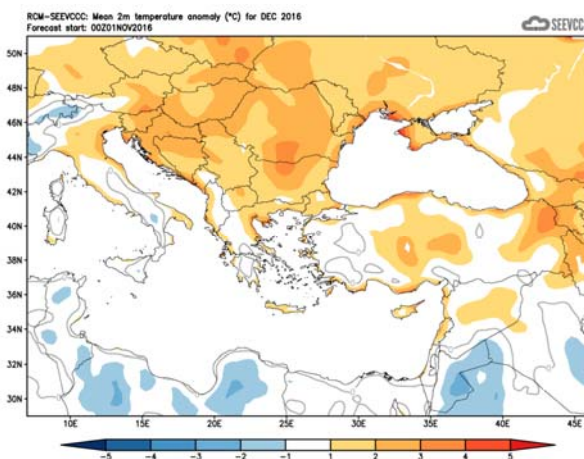 RCM-SEEVCCC: Mean 2m temperature anomaly (°C) for DEC 2016
Forecast start: 00Z01NOV2016
SEEVCCC
50N
48N
46N
44N
42N
40N
38N
36N
34N
32N
30N
10E 15E 20E 25E 30E 35E 40E 45E
-5 -4 -3 -2 -1 1 2 3 4 5